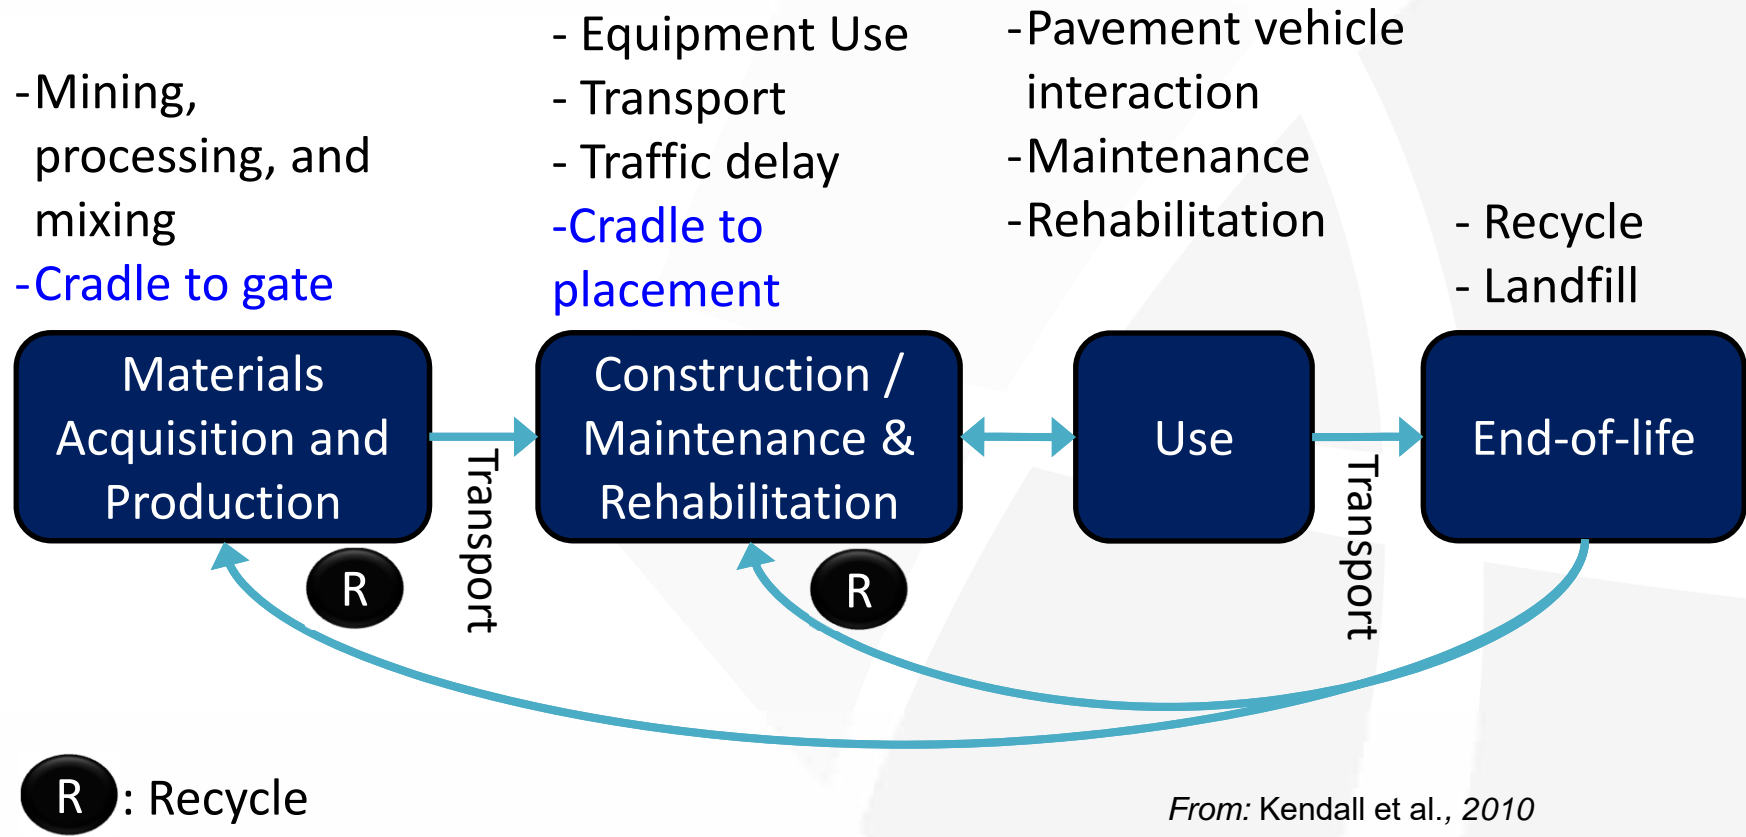 -Mining,
processing, and
mixing
-Cradle to gate
- Equipment Use
- Transport
- Traffic delay
-Cradle to
placement
-Pavement vehicle
interaction
-Maintenance
-Rehabilitation
- Recycle
- Landfill
Materials
Acquisition and
Production
Transport
Construction /
Maintenance &
Rehabilitation
Use
Transport
End-of-life
R
R
R : Recycle
From: Kendall et al., 2010